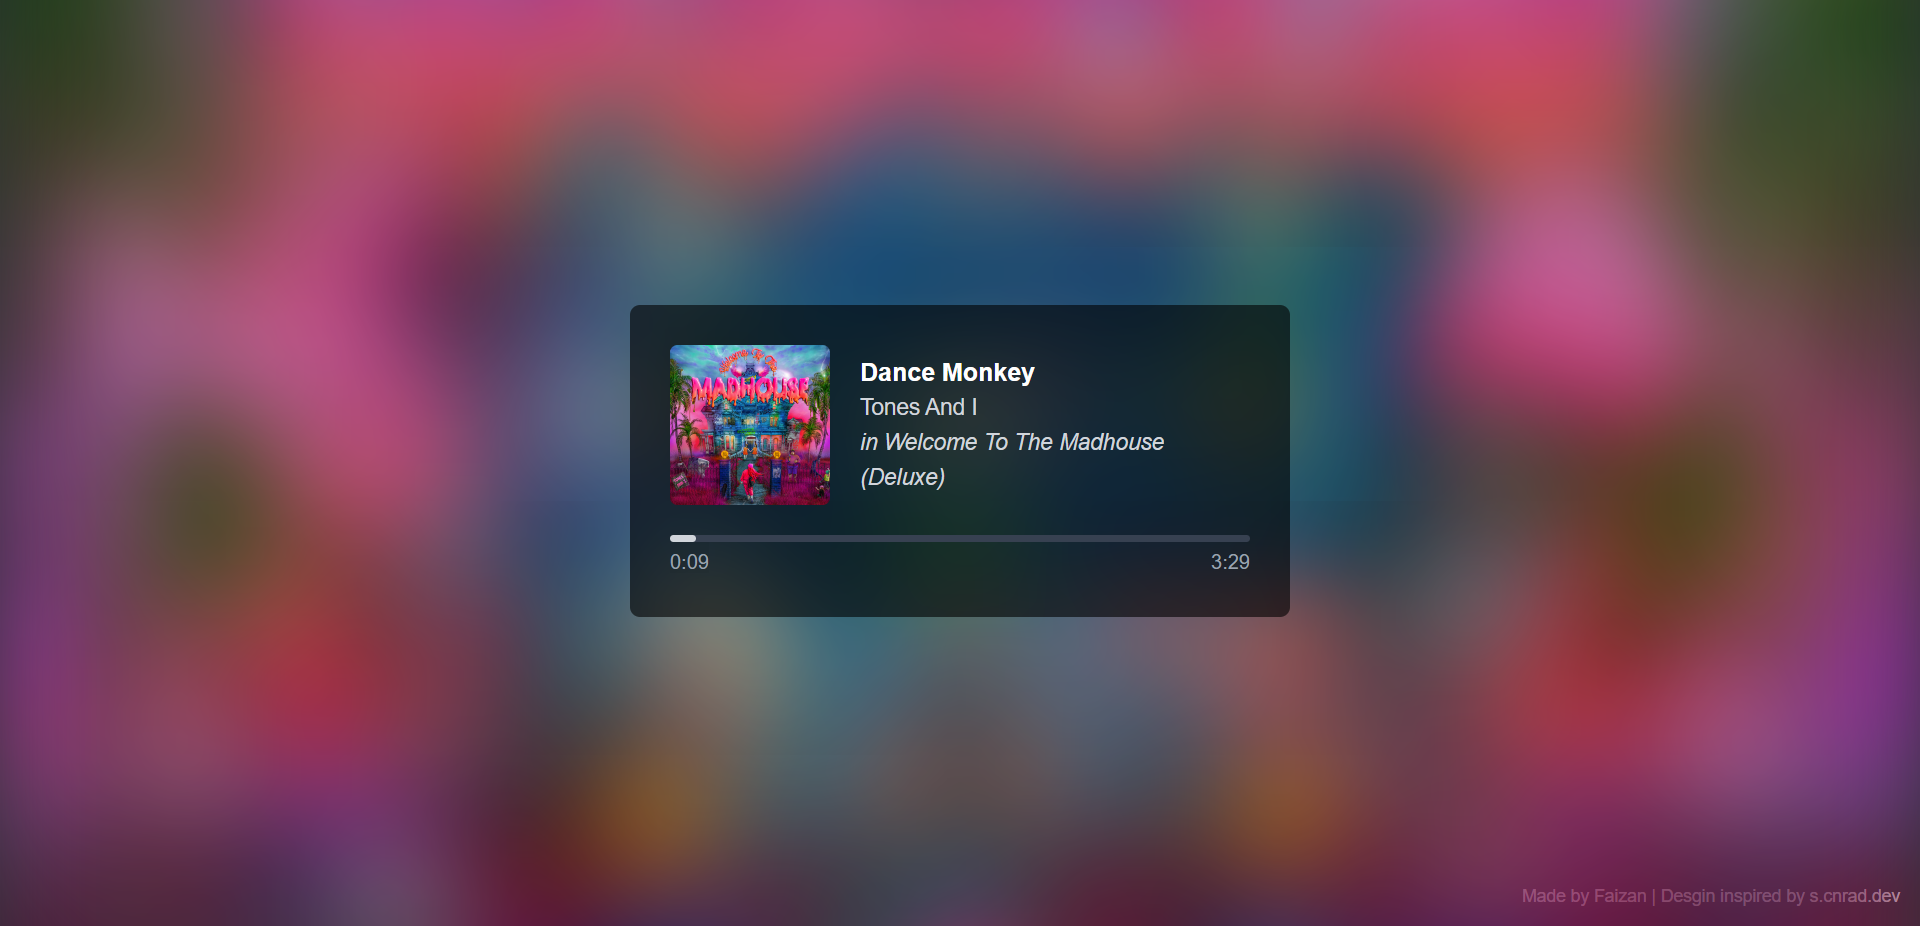 MADHOUSE
Dance Monkey
Tones And I
in Welcome To The Madhouse
(Deluxe)
0:09
3:29
Made by Faizan | Desgin inspired by s.cnrad.dev